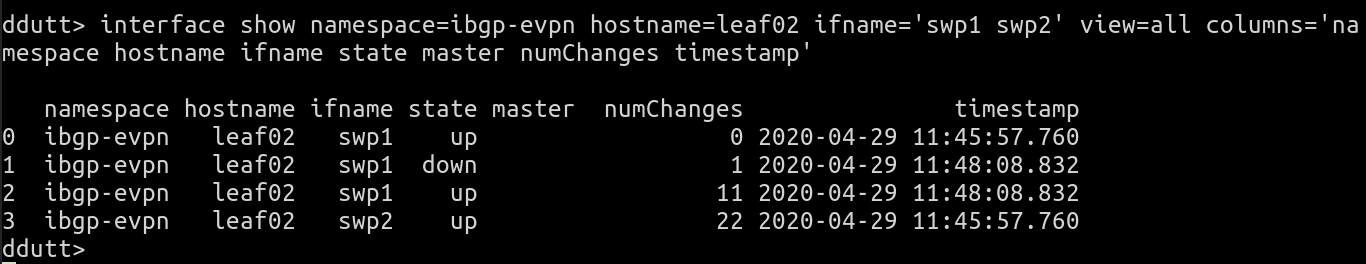 ddutt> interface show namespace=ibgp-evpn hostname=leaf02 ifname='swp1 swp2' view=all columns='na
mespace hostname ifname state master numChanges timestamp'
namespace hostname ifname state master numChanges timestamp
0 ibgp-evpn leaf02 swp1 up 0 2020-04-29 11:45:57.760
1 ibgp-evpn leaf02 swp1 down 1 2020-04-29 11:48:08.832
2 ibgp-evpn leaf02 swp1 up 11 2020-04-29 11:48:08.832
3 ibgp-evpn leaf02 swp2 up 22 2020-04-29 11:45:57.760
ddutt>